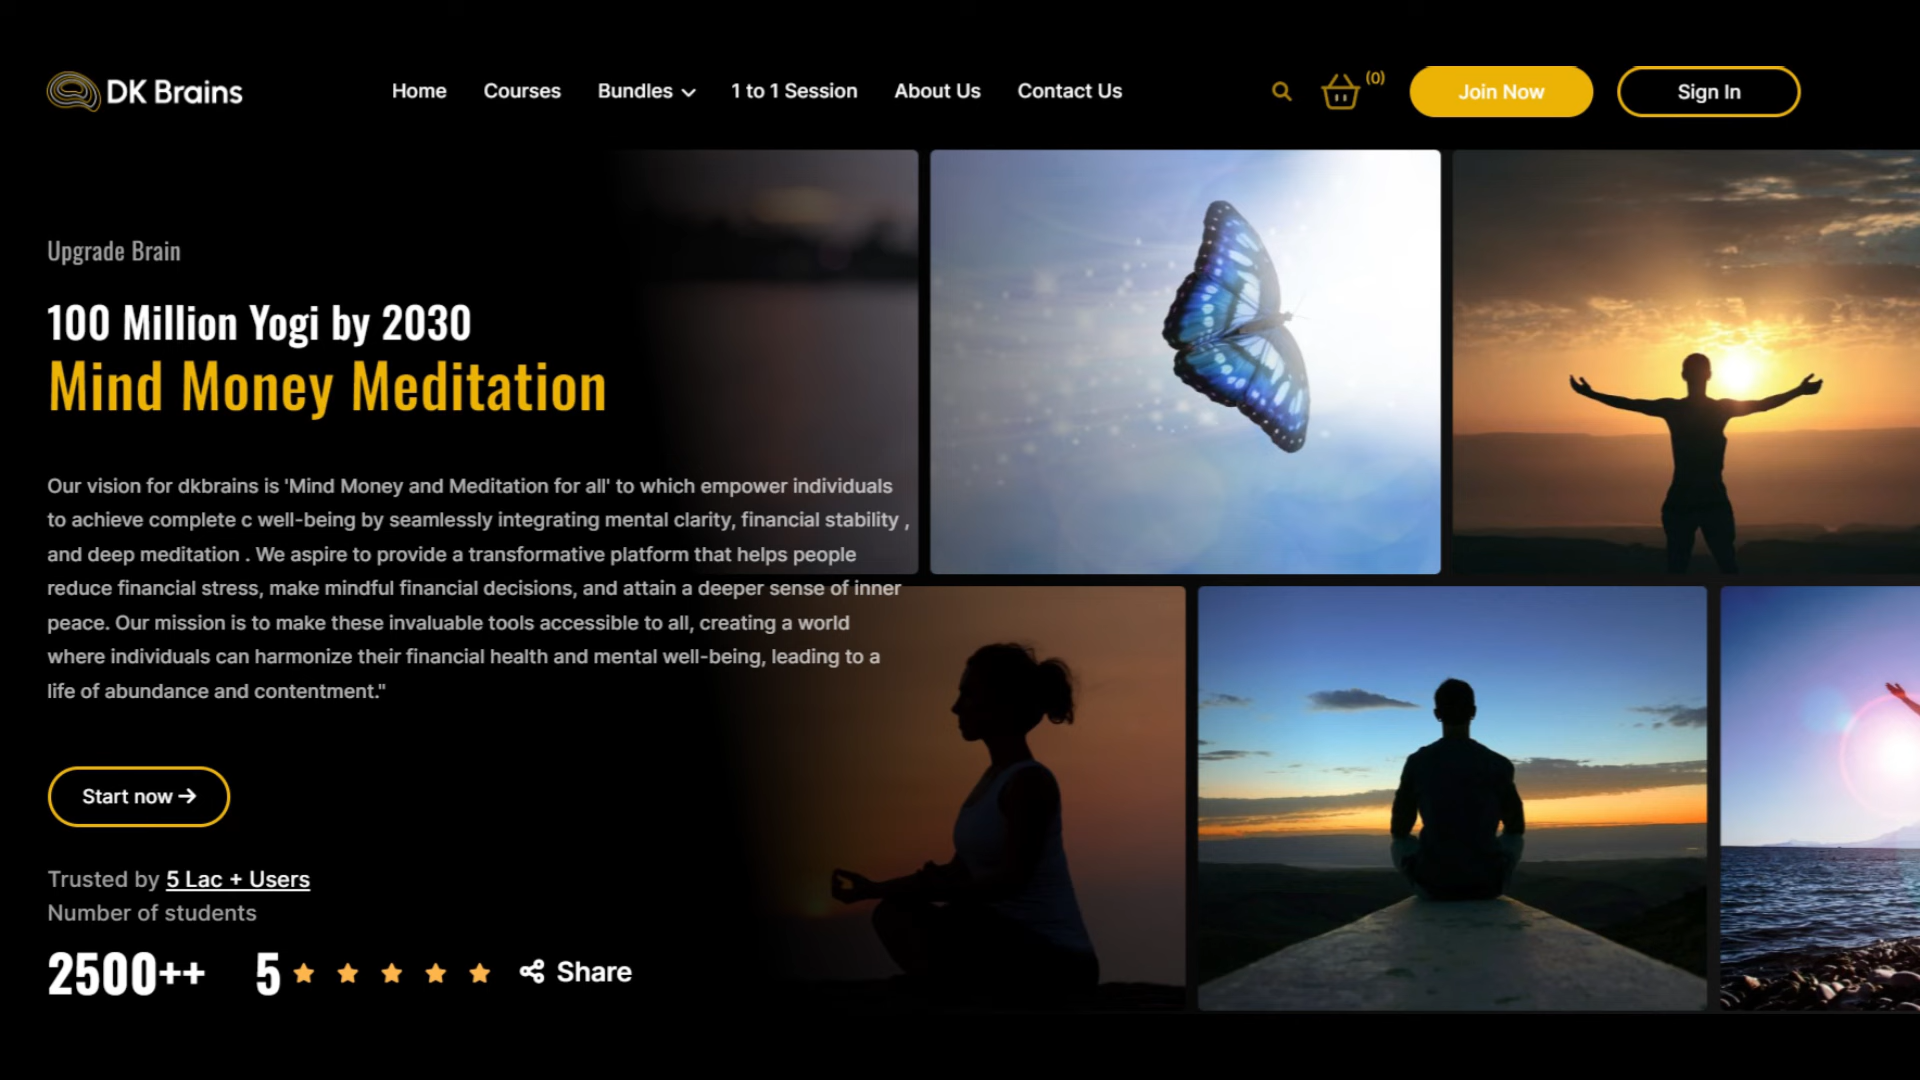 DK Brains
Home Courses Bundles 1 to 1 Session About Us Contact Us (0) Join Now Sign In
Upgrade Brain
100 Million Yogi by 2030
Mind Money Meditation
Our vision for dkbrains is 'Mind Money and Meditation for all' to which empower individuals
to achieve complete c well-being by seamlessly integrating mental clarity, financial stability ,
and deep meditation . We aspire to provide a transformative platform that helps people
reduce financial stress, make mindful financial decisions, and attain a deeper sense of inner
peace. Our mission is to make these invaluable tools accessible to all, creating a world
where individuals can harmonize their financial health and mental well-being, leading to a
life of abundance and contentment."
Start now →
Trusted by 5 Lac + Users
Number of students
2500++ 5 ★ ★ ★ ★ ★ Share